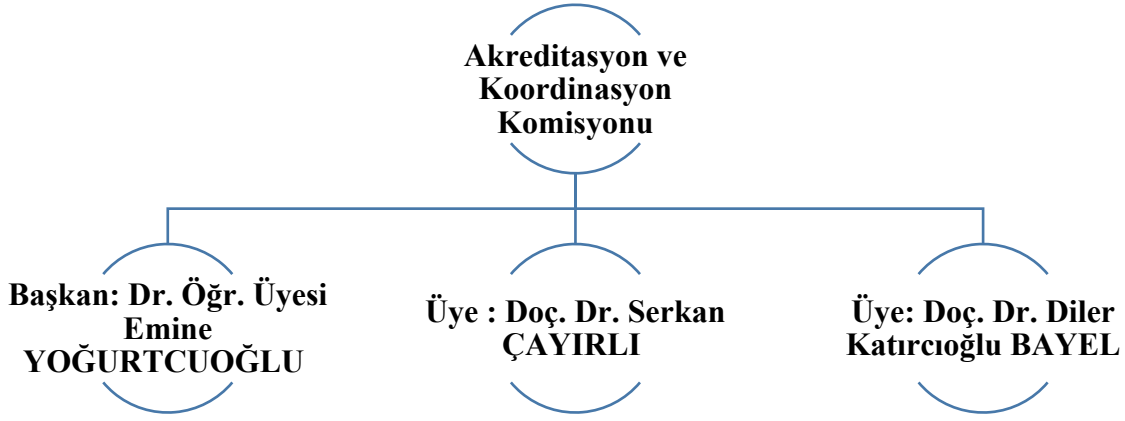 Akreditasyon ve
Koordinasyon
Komisyonu
Başkan: Dr. Öğr. Üyesi
Emine
YOĞURTCUOĞLU
Üye : Doç. Dr. Serkan
ÇAYIRLI
Üye: Doç. Dr. Diler
Katırcıoğlu BAYEL